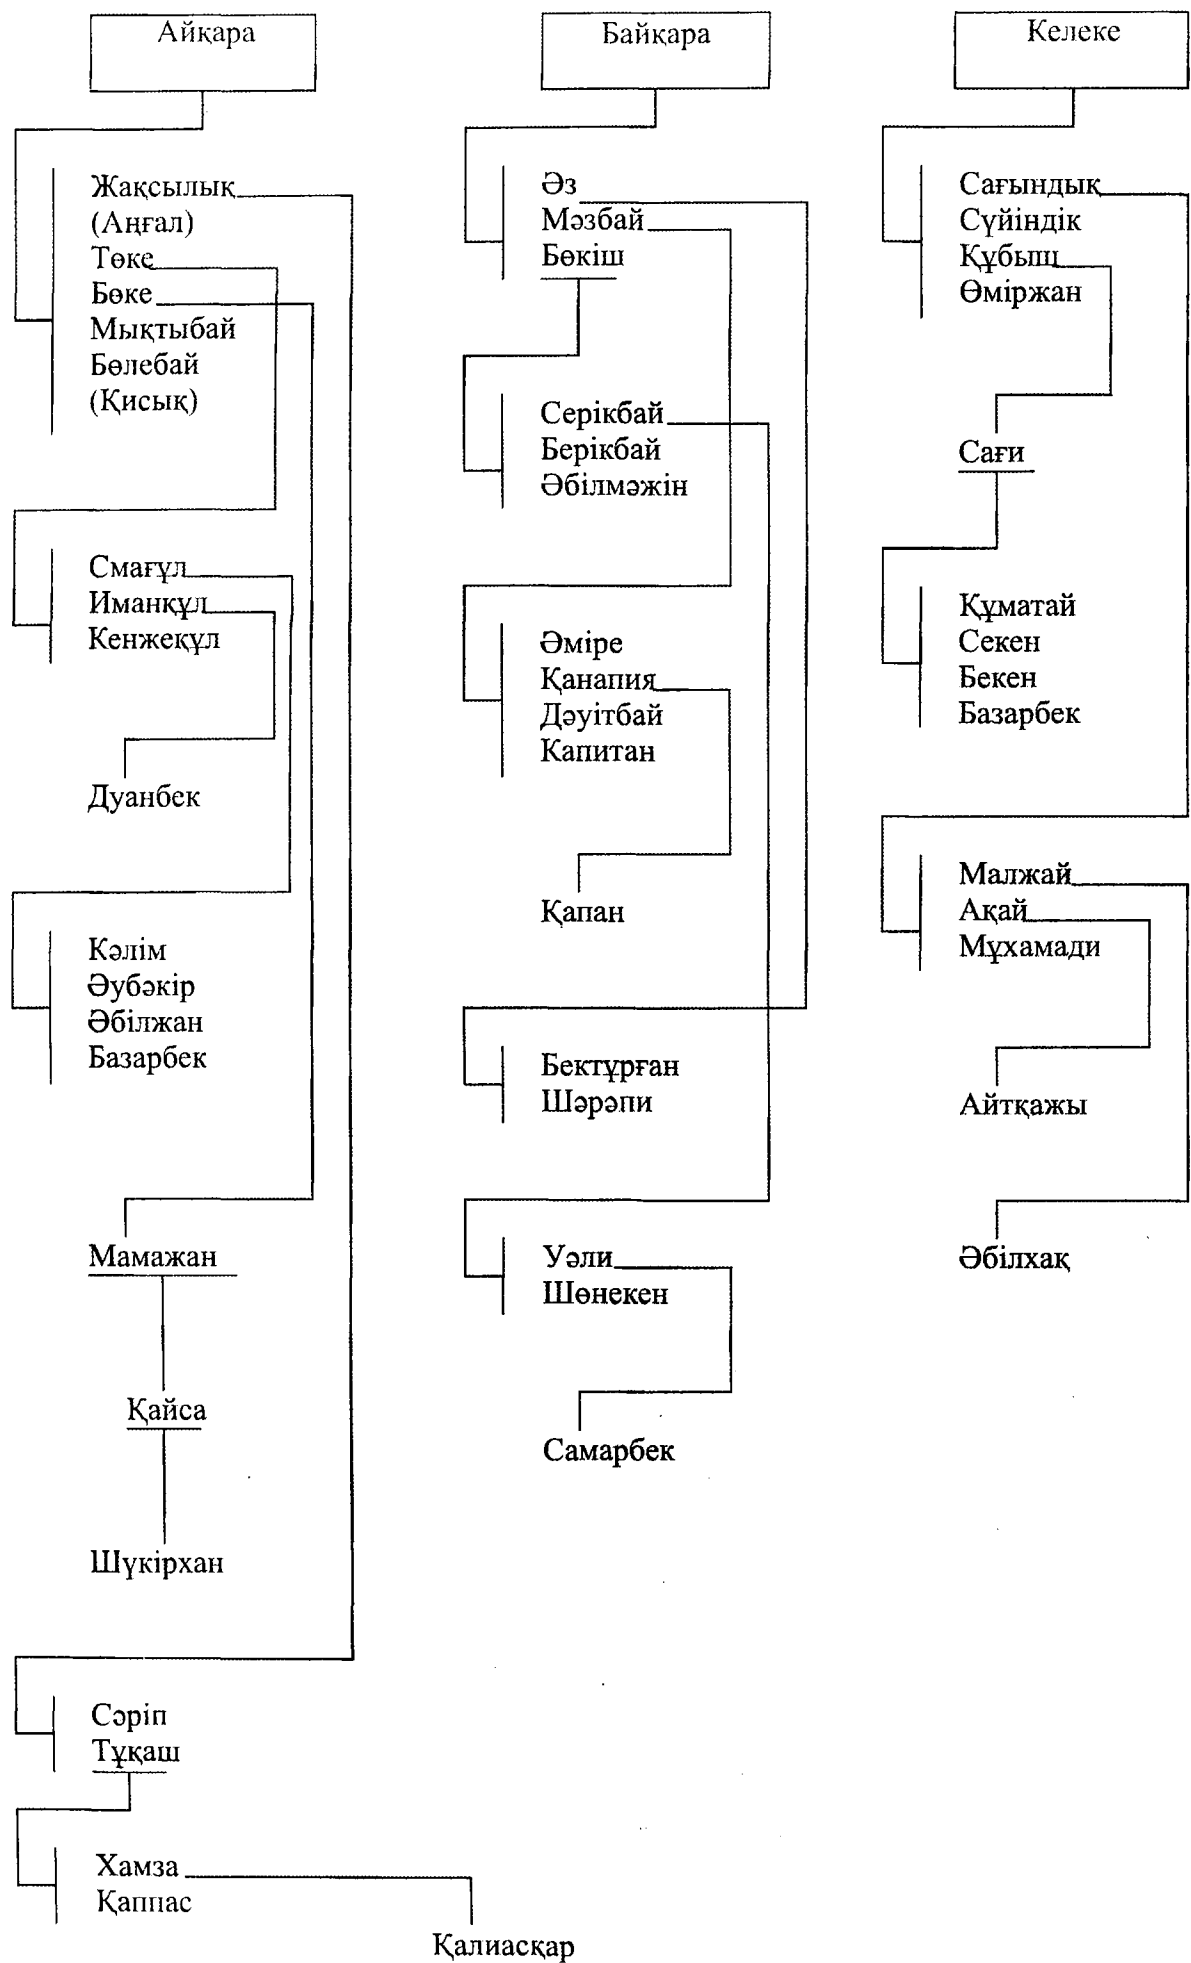 Айқара
Жақсылық
(Аңғал)
Төке
Бөке
Мықтыбай
Бөлебай
(Қисық)
Смағұл
Иманқұл
Кенжеқұл
Дуанбек
Кәлім
Әубәкір
Әбілжан
Базарбек
Мамажан
Қайса
Шүкірхан
Сәріп
Тұқаш
Хамза
Қаппас
Қалиасқар
Байқара
Әз
Мәзбай
Бөкіш
Серікбай
Берікбай
Әбілмәжін
Әміре
Қанапия
Дәуітбай
Капитан
Қапан
Бектұрған
Шәрәпи
Уәли
Шөнекен
Самарбек
Келеке
Сағындық
Сүйіндік
Құбыш
Өміржан
Саги
Құматай
Секен
Бекен
Базарбек
Малжай
Ақай
Мұхамади
Айтқажы
Әбілхақ